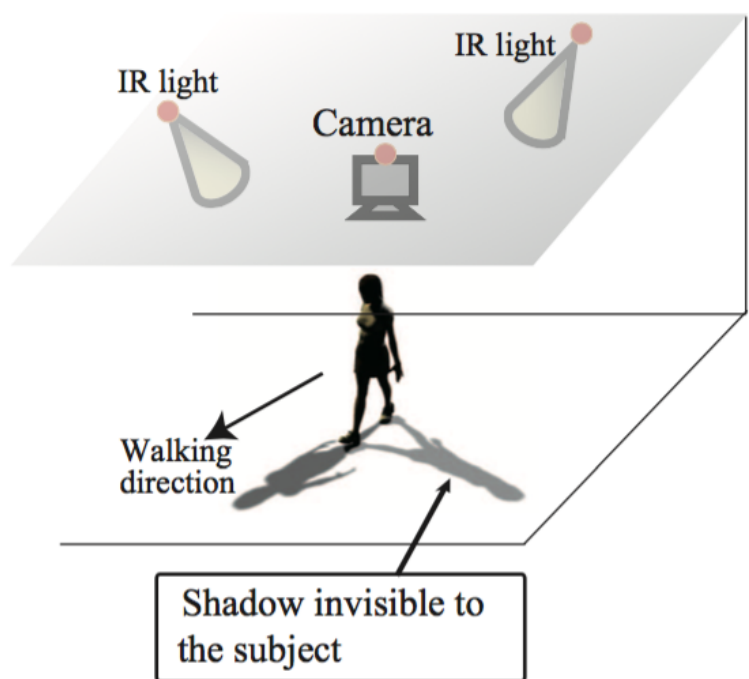 IR light
IR light
Camera
Walking
direction
Shadow invisible to
the subject